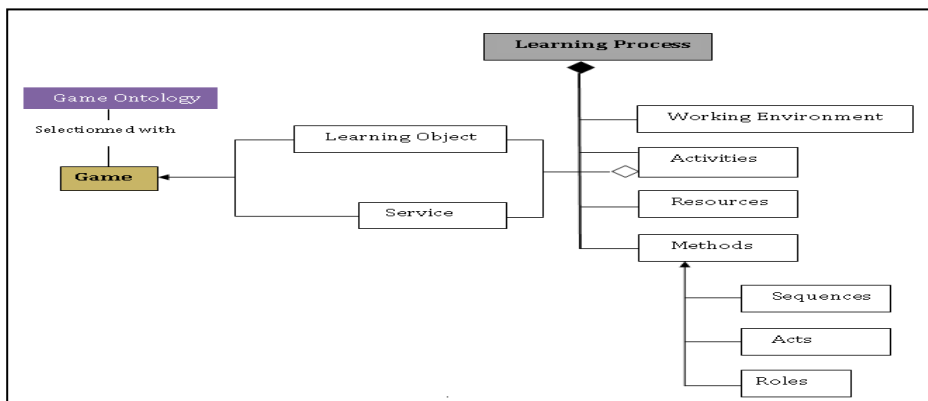 Learning Process
Game Ontology
Working Environment
Selectionned with
Learning Object
Activities
Game
Resources
Service
Methods
Sequences
Acts
Roles